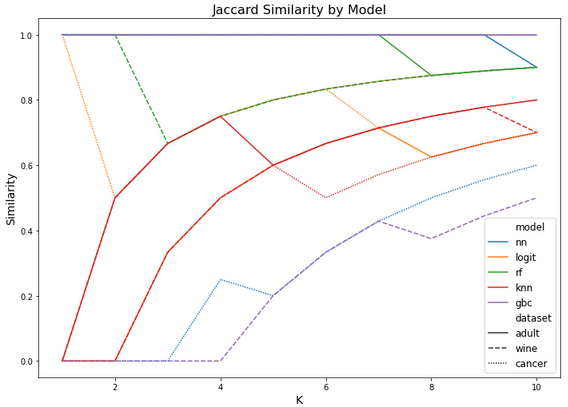 Jaccard Similarity by Model
1.0
0.8
0.6
0.4
0.2
0.0
Similarity
2
4
6
8
10
K
model
nn
logit
rf
knn
gbc
dataset
adult
wine
cancer